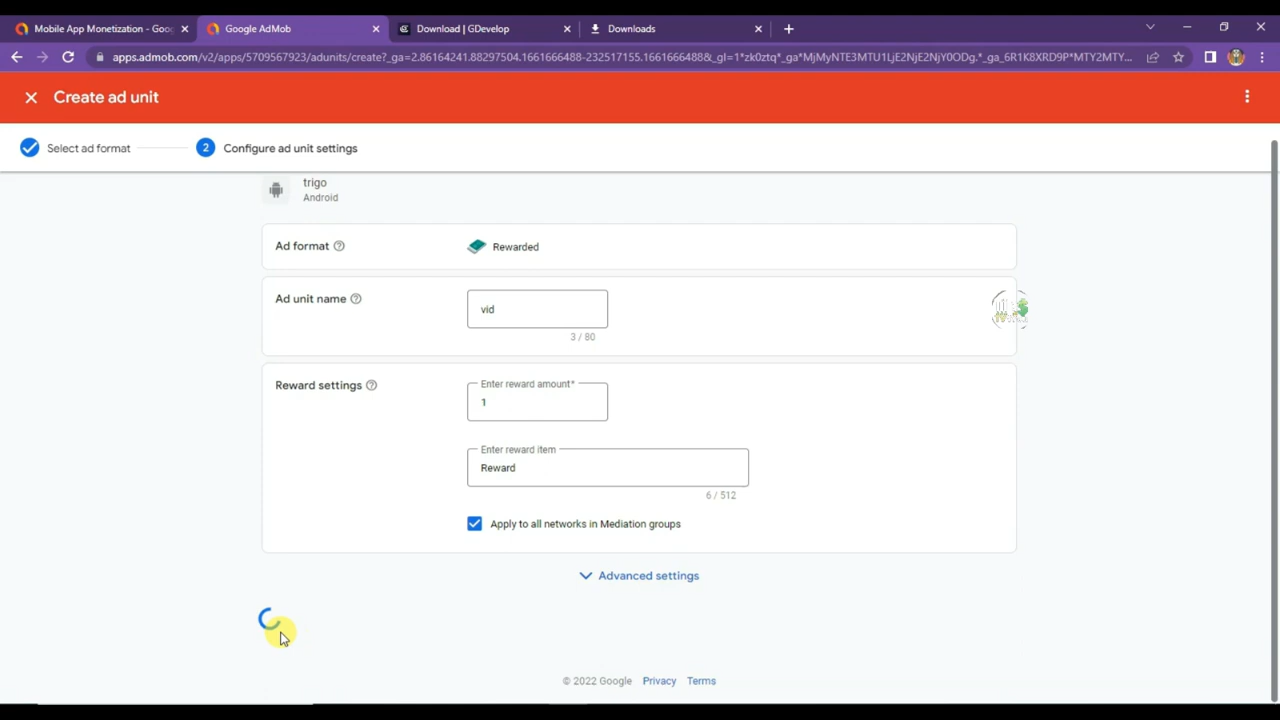 Mobile App Monetization - Goo
Google AdMob
Download | GDevelop
Downloads
apps.admob.com/v2/apps/5709567923/adunits/create?_ga=2.86164241.88297504.1661666488-232517155.1661666488&_gl=1*zk0ztq*_ga*MjMyNTE3MTU1LjE2NjE2NjY0ODg.*_ga_6R1K8XRD9P*MTY2MTY...
Create ad unit
Select ad format
2
Configure ad unit settings
trigo
Android
Ad format
Rewarded
Ad unit name
vid
3 / 80
Reward settings
Enter reward amount*
1
Enter reward item
Reward
6 / 512
Apply to all networks in Mediation groups
Advanced settings
© 2022 Google Privacy Terms